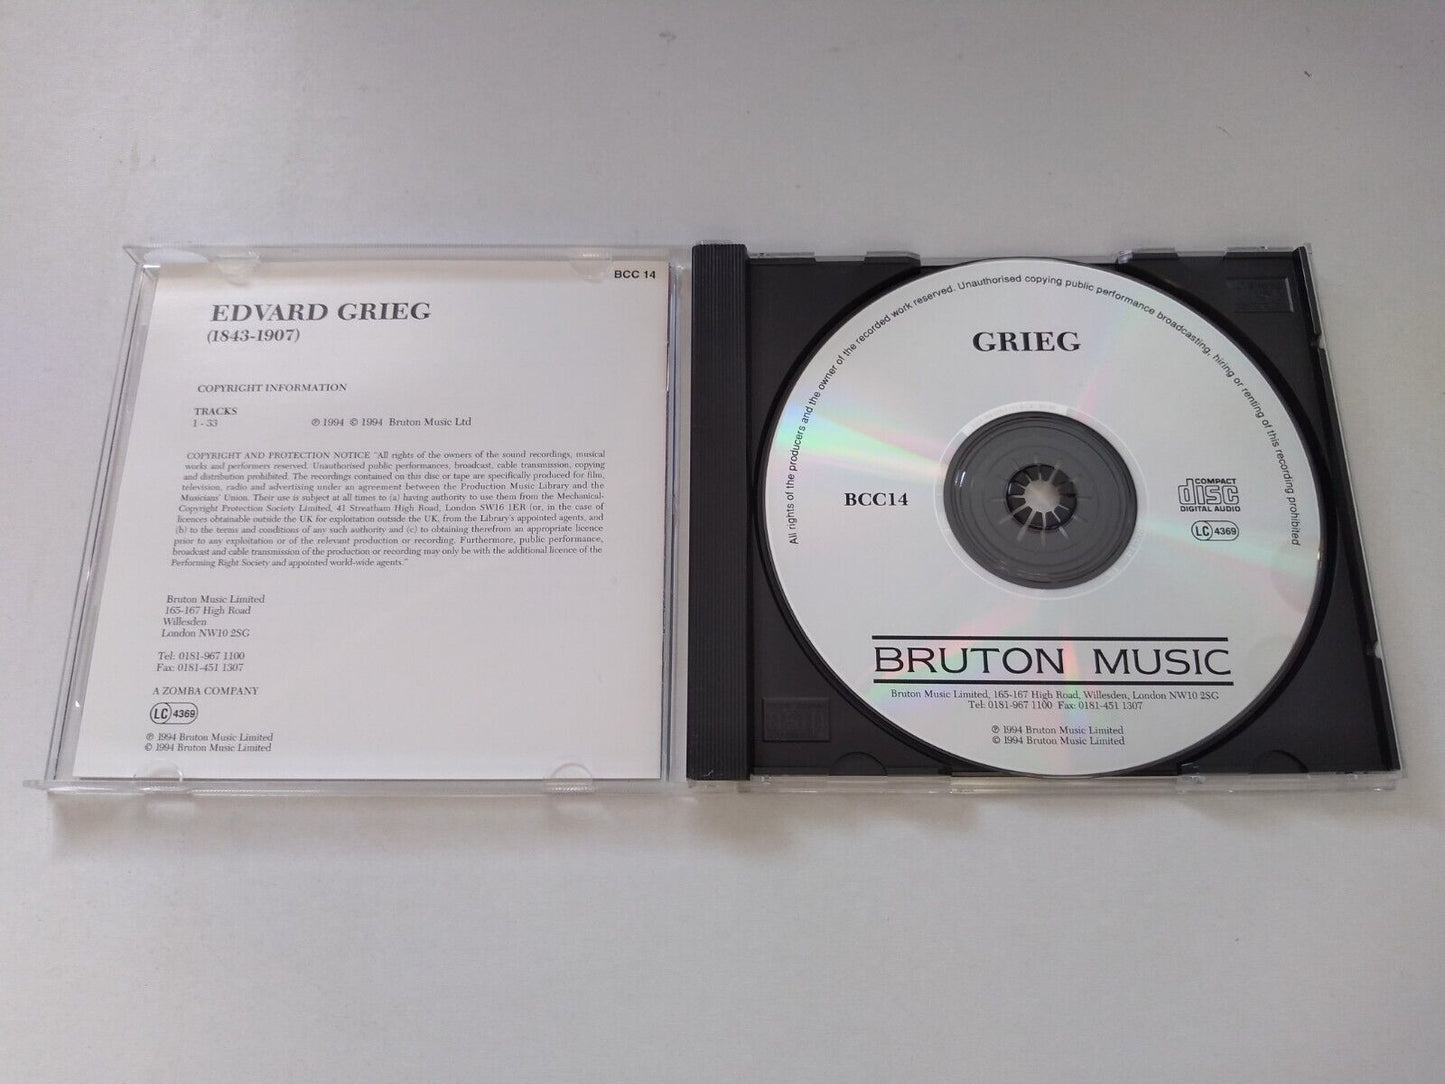 BCC 14
EDVARD GRIEG
(1843-1907)
COPYRIGHT INFORMATION
TRACKS
1 - 33 ℗ 1994 © 1994 Bruton Music Ltd
COPYRIGHT AND PROTECTION NOTICE "All rights of the owners of the sound recordings, musical
works and performers reserved. Unauthorised public performances, broadcast, cable transmission, copying
and distribution prohibited. The recordings contained on this disc or tape are specifically produced for film,
television, radio and advertising under an agreement between the Production Music Library and the
Musicians' Union. Their use is subject at all times to (a) having authority to use them from the Mechanical-
Copyright Protection Society Limited, 41 Streatham High Road, London SW16 1ER (or, in the case of
licences obtainable outside the UK for exploitation outside the UK, from the Library's appointed agents, and
(b) to the terms and conditions of any such authority and (c) to obtaining therefrom an appropriate licence
prior to any exploitation or of the relevant production or recording. Furthermore, public performance,
broadcast and cable transmission of the production or recording may only be with the additional licence of the
Performing Right Society and appointed world-wide agents."
Bruton Music Limited
165-167 High Road
Willesden
London NW10 2SG
Tel: 0181-967 1100
Fax: 0181-451 1307
A ZOMBA COMPANY
LC 4369
℗ 1994 Bruton Music Limited
© 1994 Bruton Music Limited
All rights of the producers and the owner of the recorded work reserved. Unauthorised copying public performance broadcasting, hiring or renting of this recording prohibited
GRIEG
BCC14
COMPACT
disc
DIGITAL AUDIO
LC 4369
BRUTON MUSIC
Bruton Music Limited, 165-167 High Road, Willesden, London NW10 2SG
Tel: 0181-967 1100 Fax: 0181-451 1307
℗ 1994 Bruton Music Limited
© 1994 Bruton Music Limited